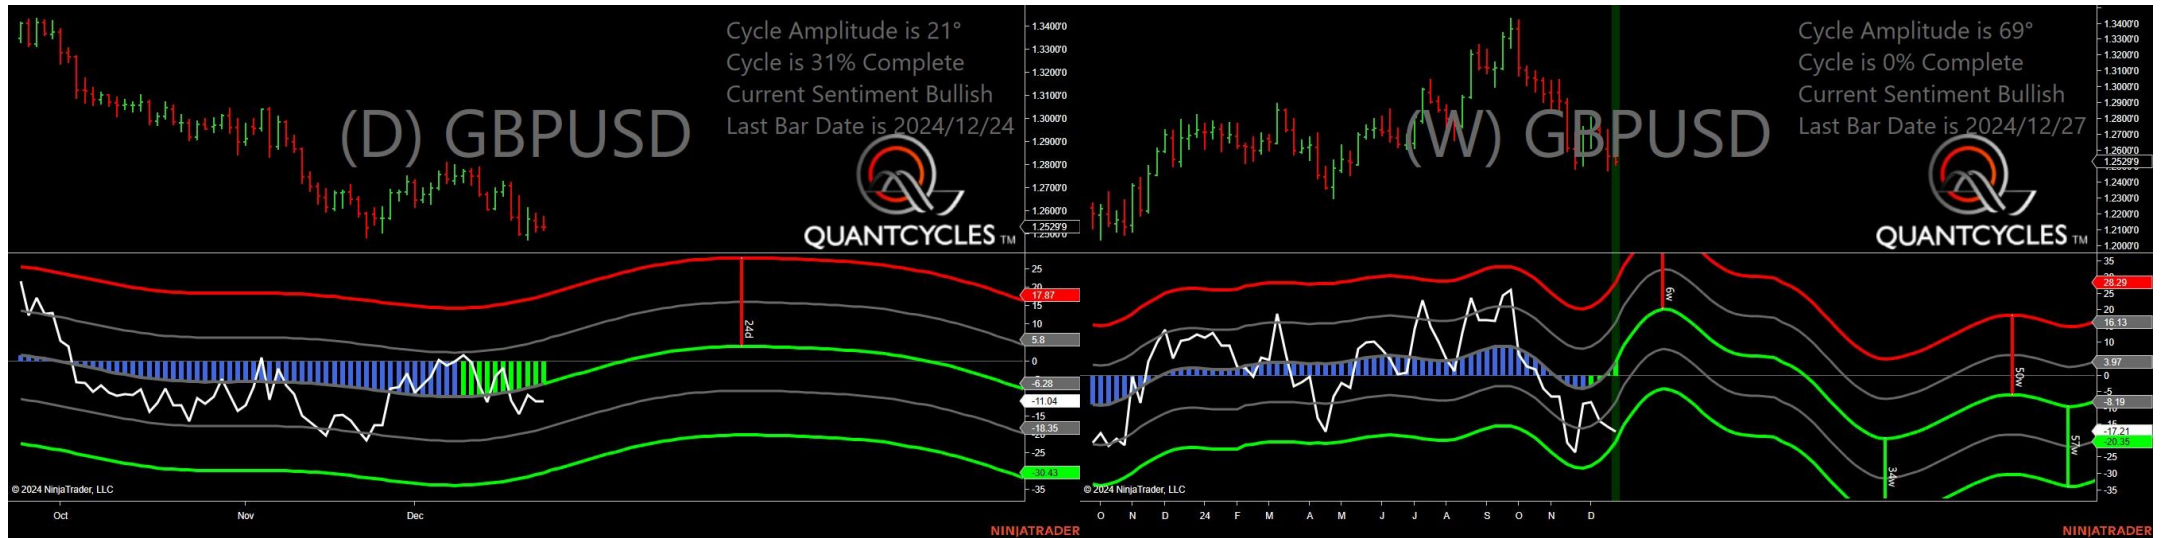 Cycle Amplitude is 21°
Cycle is 31% Complete
Current Sentiment Bullish
Last Bar Date is 2024/12/24
(D) GBPUSD
QUANTCYCLES TM
1.3400'0
1.3300'0
1.3200'0
1.3100'0
1.3000'0
1.2900'0
1.2800'0
1.2700'0
1.2600'0
1.2529'9
25
17.87
15
10
5.8
0
-6.28
-11.04
-15
-18.35
-30.43
-35
24d
© 2024 NinjaTrader, LLC
Oct Nov Dec
NINJATRADER
Cycle Amplitude is 69°
Cycle is 0% Complete
Current Sentiment Bullish
Last Bar Date is 2024/12/27
(W) GBPUSD
QUANTCYCLES TM
1.3400'0
1.3300'0
1.3200'0
1.3100'0
1.3000'0
1.2900'0
1.2800'0
1.2700'0
1.2600'0
1.2529'9
1.2400'0
1.2300'0
1.2200'0
1.2100'0
1.2000'0
35
28.29
25
20
16.13
10
3.97
0
-5
-8.19
-17.21
-20.35
-25
-30
-35
6w
50w
34w
57w
© 2024 NinjaTrader, LLC
O N D 24 F M A M J J A S O N D
NINJATRADER